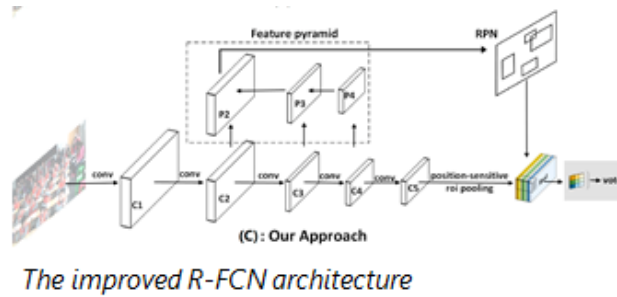 Feature pyramid
RPN
P2
P3
P4
conv
conv
conv
conv
conv
position-sensitive
roi pooling
vote
C1
C2
C3
C4
C5
(C) : Our Approach
The improved R-FCN architecture